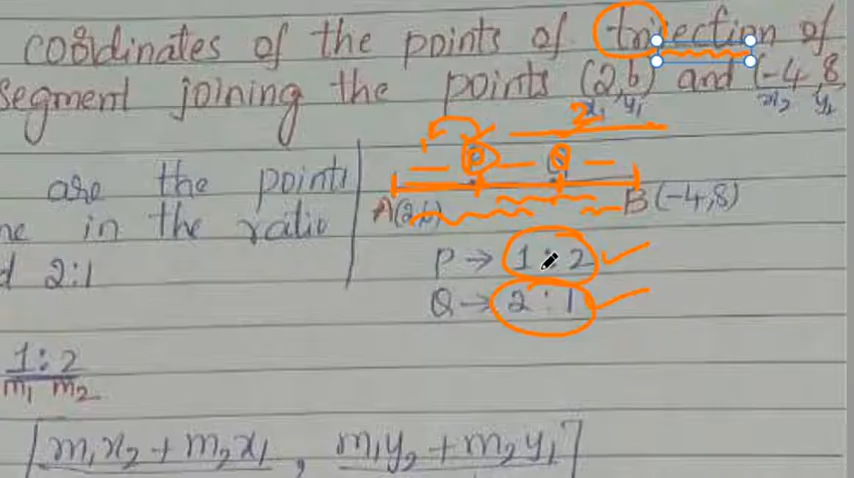 coordinates of the points of trisection of
segment joining the points (2,6) and (-4,8
x₁ y₁ x₂ y₂
2
P Q
are the points
A(2,6) B(-4,8)
ne in the ratio
P → 1:2
d 2:1
Q → 2:1
1:2
m₁ m₂
[m₁x₂ + m₂x₁ , m₁y₂ + m₂y₁]